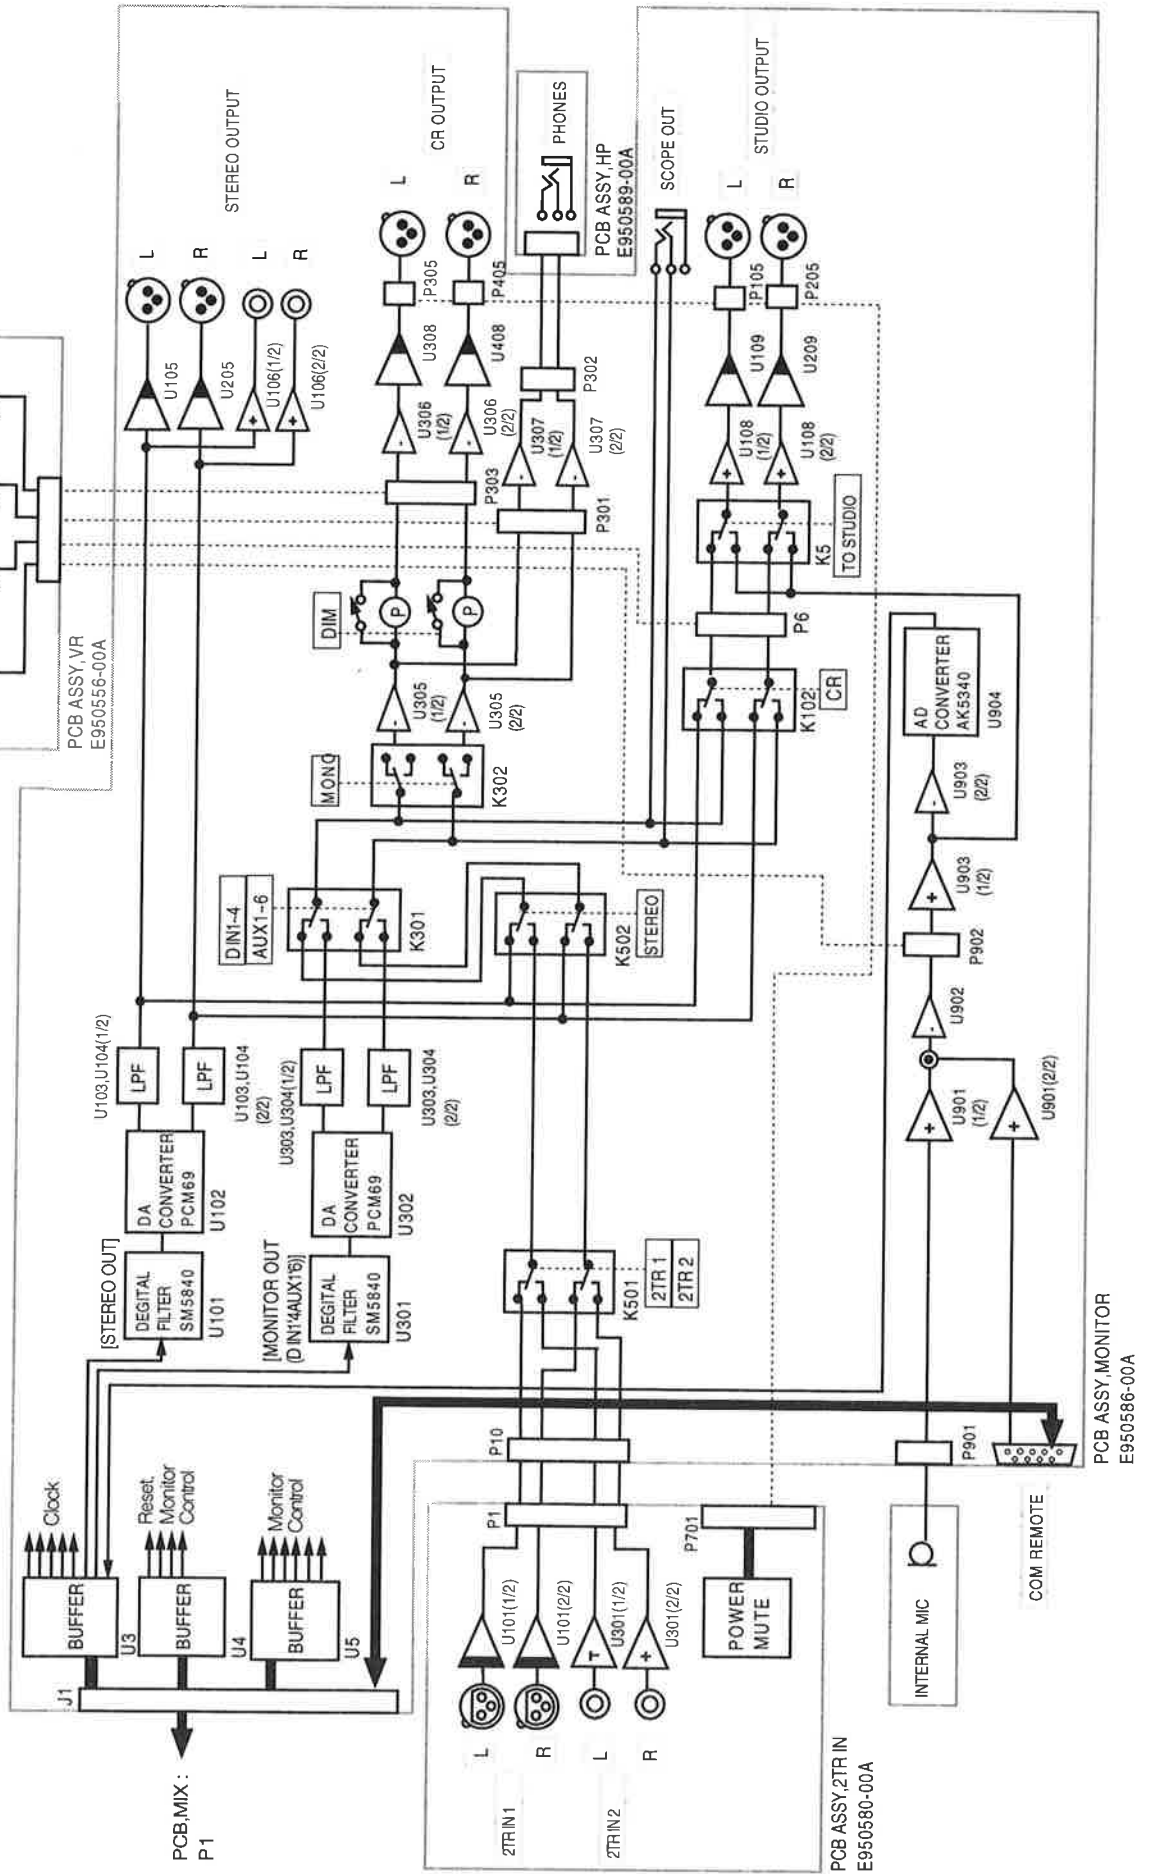 PCB ASSY,VR
E950556-00A
STEREO OUTPUT
L
R
L
R
U105
U205
U106(1/2)
U106(2/2)
CR OUTPUT
L
R
P305
P405
U308
U408
U306
(1/2)
U306
(2/2)
P303
PHONES
PCB ASSY,HP
E950589-00A
P302
U307
(1/2)
U307
(2/2)
P301
SCOPE OUT
STUDIO OUTPUT
L
R
P105
P205
U109
U209
U108
(1/2)
U108
(2/2)
K5
TO STUDIO
P6
K102
CR
DIM
P
P
U305
(1/2)
U305
(2/2)
MONO
K302
DIN1-4
AUX1-6
K301
K502
STEREO
AD
CONVERTER
AK5340
U904
U903
(2/2)
U903
(1/2)
P902
U902
U901
(1/2)
U901(2/2)
U103,U104(1/2)
LPF
LPF
U103,U104
(2/2)
U303,U304(1/2)
LPF
LPF
U303,U304
(2/2)
DA
CONVERTER
PCM69
U102
DA
CONVERTER
PCM69
U302
[STEREO OUT]
DEGITAL
FILTER
SM5840
U101
[MONITOR OUT
(DIN1'4AUX1'6)]
DEGITAL
FILTER
SM5840
U301
K501
2TR 1
2TR 2
Clock
BUFFER
U3
Reset,
Monitor
Control
BUFFER
U4
Monitor
Control
BUFFER
U5
J1
PCB,MIX :
P1
P10
P1
U101(1/2)
U101(2/2)
U301(1/2)
U301(2/2)
L
R
L
R
2TRIN1
2TRIN2
P701
POWER
MUTE
PCB ASSY,2TR IN
E950580-00A
P901
INTERNAL MIC
COM REMOTE
PCB ASSY,MONITOR
E950586-00A